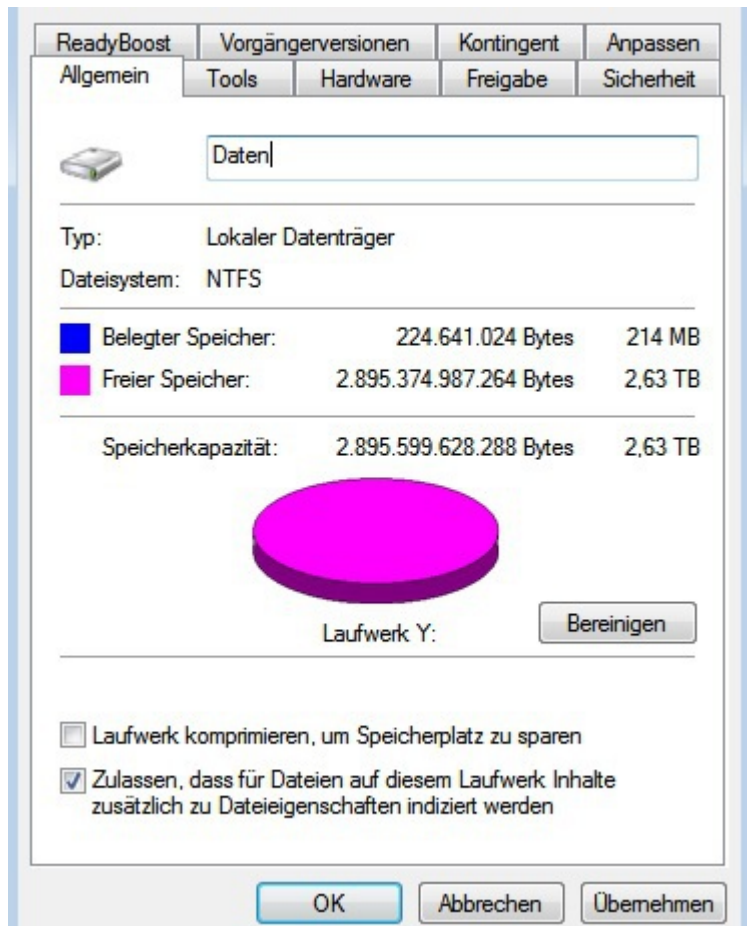 ReadyBoost Vorgängerversionen Kontingent Anpassen
Allgemein Tools Hardware Freigabe Sicherheit
Daten
Typ: Lokaler Datenträger
Dateisystem: NTFS
Belegter Speicher: 224.641.024 Bytes 214 MB
Freier Speicher: 2.895.374.987.264 Bytes 2,63 TB
Speicherkapazität: 2.895.599.628.288 Bytes 2,63 TB
Laufwerk Y: Bereinigen
Laufwerk komprimieren, um Speicherplatz zu sparen
Zulassen, dass für Dateien auf diesem Laufwerk Inhalte
zusätzlich zu Dateieigenschaften indiziert werden
OK Abbrechen Übernehmen